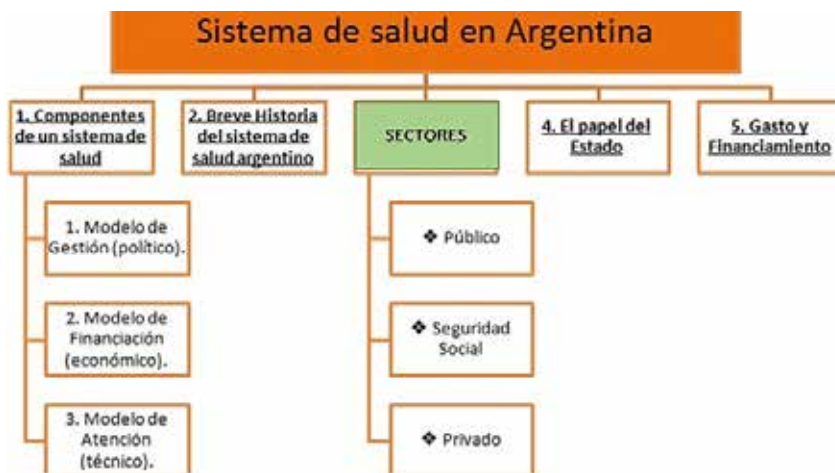 Sistema de salud en Argentina
1. Componentes
de un sistema de
salud
2. Breve Historia
del sistema de
salud argentino
SECTORES
4. El papel del
Estado
5. Gasto y
Financiamiento
1. Modelo de
Gestión (político).
2. Modelo de
Financiación
(económico).
3. Modelo de
Atención
(técnico).
❖ Público
❖ Seguridad
Social
❖ Privado